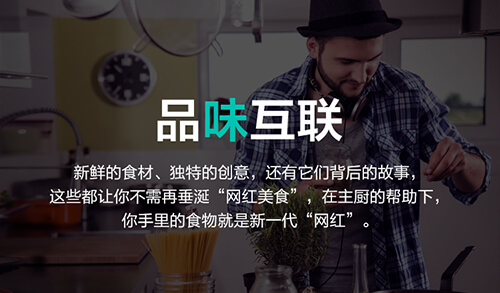 品味互联
新鲜的食材、独特的创意，还有它们背后的故事，
这些都让你不需再垂涎“网红美食”，在主厨的帮助下，
你手里的食物就是新一代“网红”。